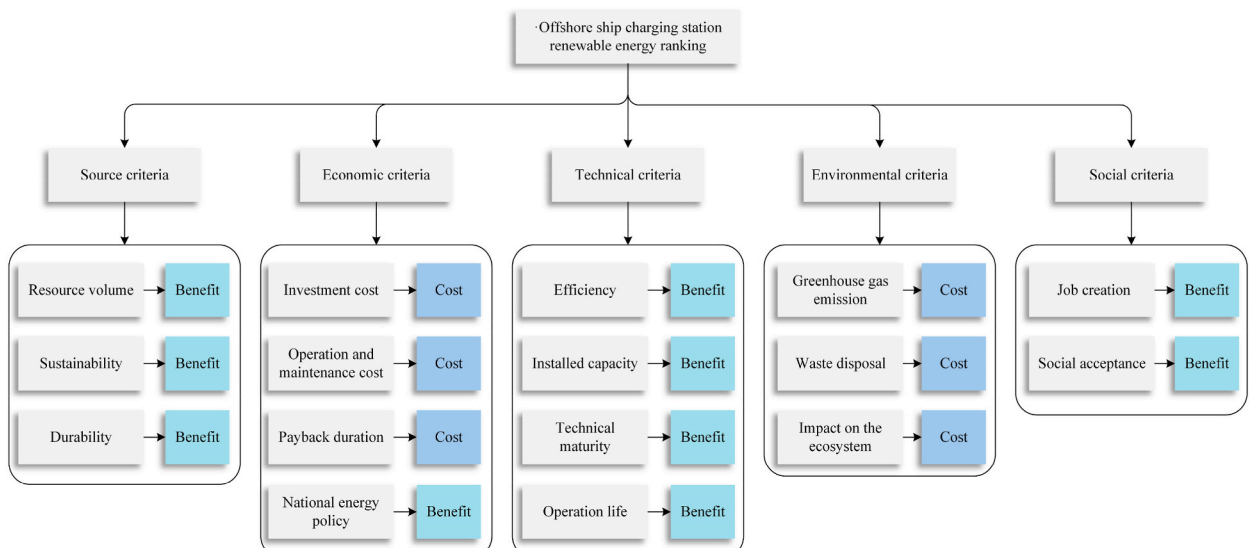 ·Offshore ship charging station
renewable energy ranking
Source criteria
Economic criteria
Technical criteria
Environmental criteria
Social criteria
Resource volume
Benefit
Sustainability
Benefit
Durability
Benefit
Investment cost
Cost
Operation and
maintenance cost
Cost
Payback duration
Cost
National energy
policy
Benefit
Efficiency
Benefit
Installed capacity
Benefit
Technical
maturity
Benefit
Operation life
Benefit
Greenhouse gas
emission
Cost
Waste disposal
Cost
Impact on the
ecosystem
Cost
Job creation
Benefit
Social acceptance
Benefit